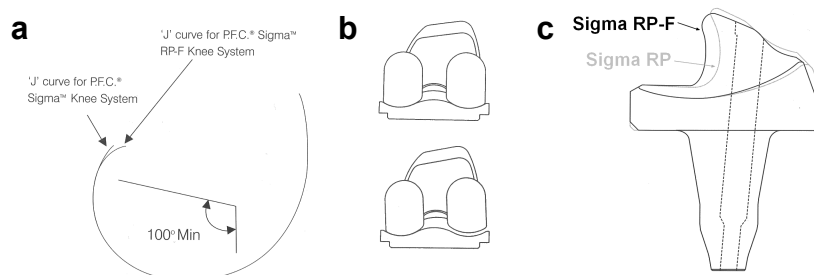 a
'J' curve for P.F.C.® Sigma™
RP-F Knee System
'J' curve for P.F.C.®
Sigma™ Knee System
100° Min
b
c
Sigma RP-F
Sigma RP